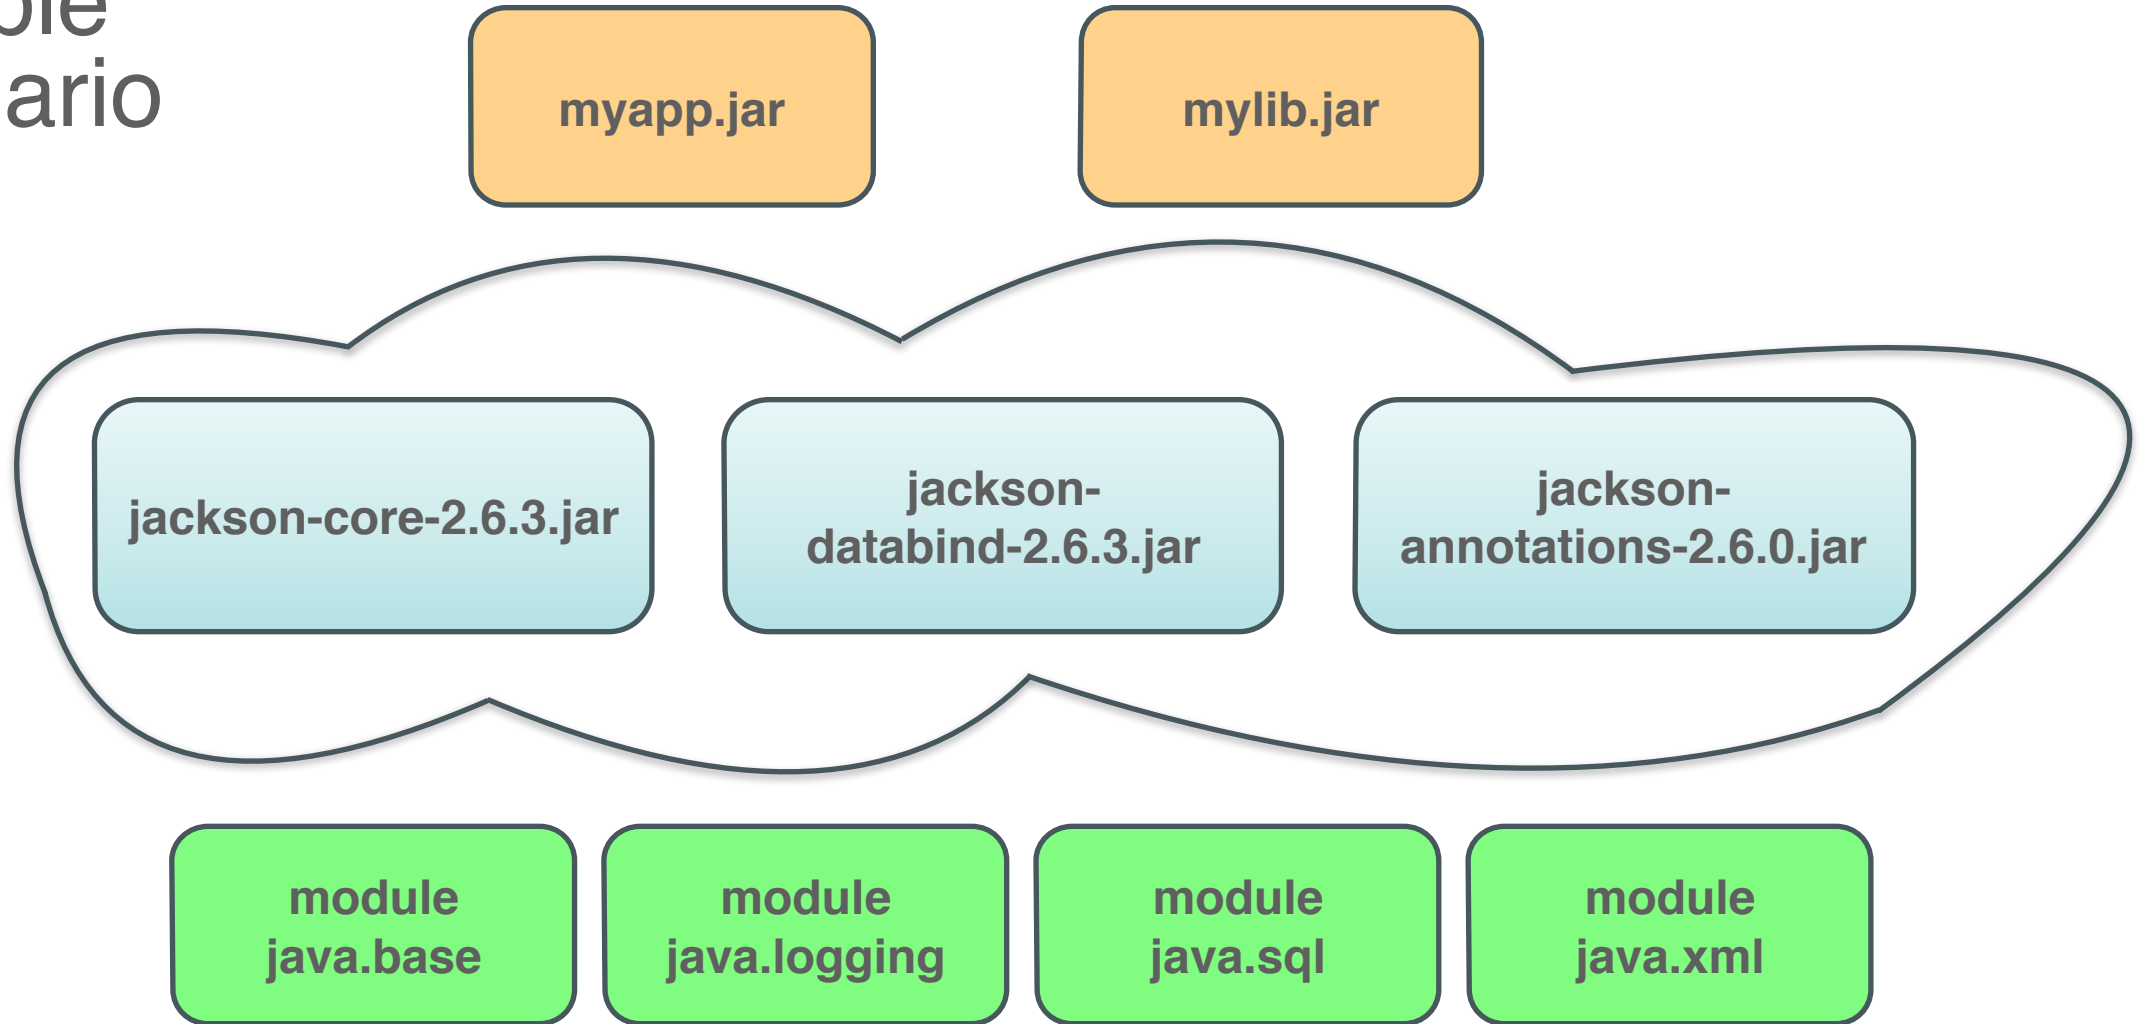 ario
myapp.jar
mylib.jar
jackson-core-2.6.3.jar
jackson-
databind-2.6.3.jar
jackson-
annotations-2.6.0.jar
module
java.base
module
java.logging
module
java.sql
module
java.xml